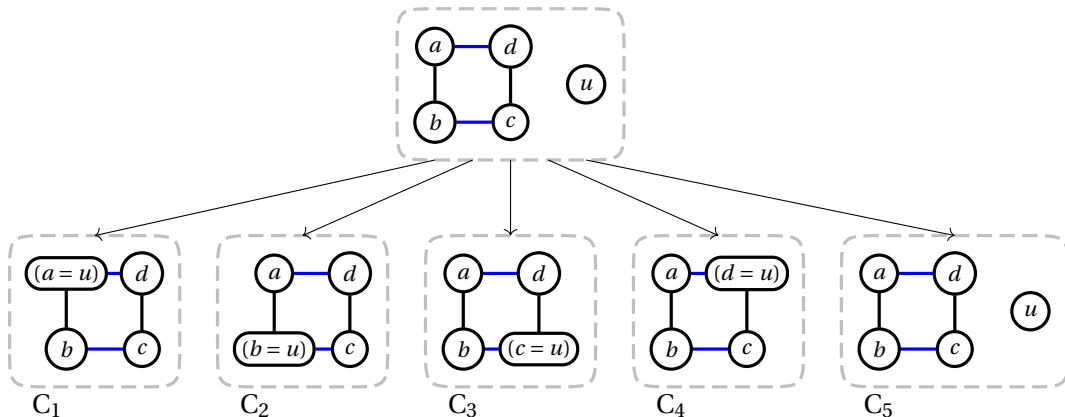 a d
u
b c
(a = u) d a d a d a (d = u) a d
u
b c (b = u) c b (c = u) b c b c
C1 C2 C3 C4 C5